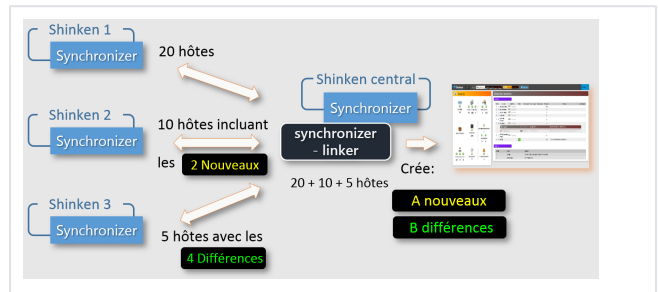 Shinken 1
Synchronizer
20 hôtes
Shinken 2
Synchronizer
10 hôtes incluant
les 2 Nouveaux
Shinken 3
Synchronizer
5 hôtes avec les
4 Différences
Shinken central
Synchronizer
synchronizer
- linker
20 + 10 + 5 hôtes
Crée:
A nouveaux
B différences